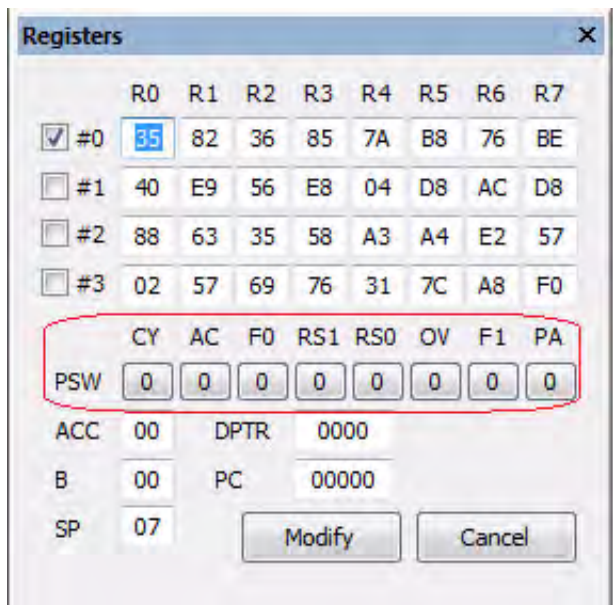 Registers
R0 R1 R2 R3 R4 R5 R6 R7
#0 35 82 36 85 7A B8 76 BE
#1 40 E9 56 E8 04 D8 AC D8
#2 88 63 35 58 A3 A4 E2 57
#3 02 57 69 76 31 7C A8 F0
CY AC F0 RS1 RS0 OV F1 PA
PSW 0 0 0 0 0 0 0 0
ACC 00 DPTR 0000
B 00 PC 00000
SP 07 Modify Cancel